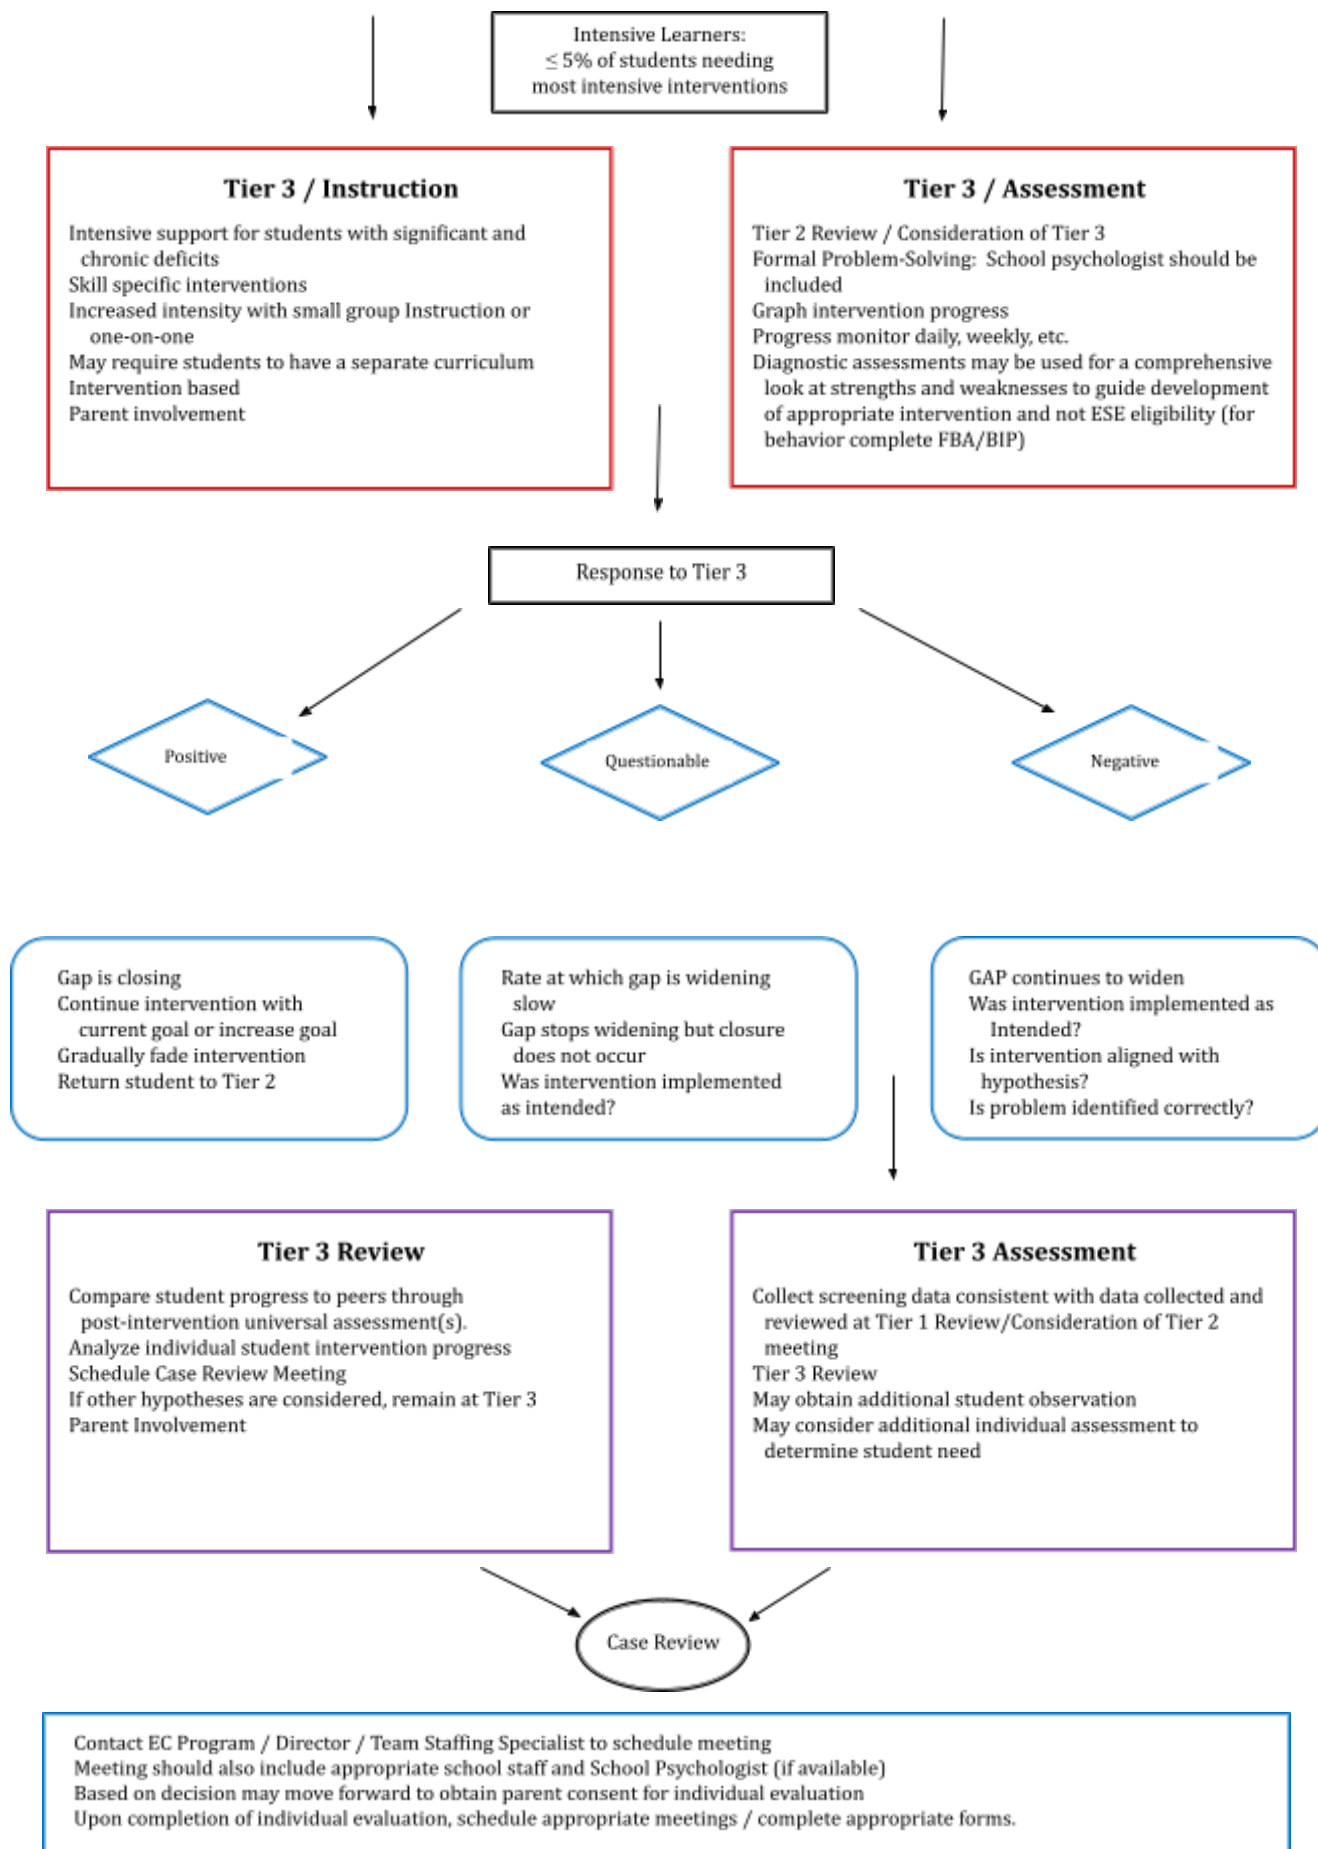 Intensive Learners:
≤ 5% of students needing
most intensive interventions
Tier 3 / Instruction
Intensive support for students with significant and
chronic deficits
Skill specific interventions
Increased intensity with small group Instruction or
one-on-one
May require students to have a separate curriculum
Intervention based
Parent involvement
Tier 3 / Assessment
Tier 2 Review / Consideration of Tier 3
Formal Problem-Solving: School psychologist should be
included
Graph intervention progress
Progress monitor daily, weekly, etc.
Diagnostic assessments may be used for a comprehensive
look at strengths and weaknesses to guide development
of appropriate intervention and not ESE eligibility (for
behavior complete FBA/BIP)
Response to Tier 3
Positive
Questionable
Negative
Gap is closing
Continue intervention with
current goal or increase goal
Gradually fade intervention
Return student to Tier 2
Rate at which gap is widening
slow
Gap stops widening but closure
does not occur
Was intervention implemented
as intended?
GAP continues to widen
Was intervention implemented as
Intended?
Is intervention aligned with
hypothesis?
Is problem identified correctly?
Tier 3 Review
Compare student progress to peers through
post-intervention universal assessment(s).
Analyze individual student intervention progress
Schedule Case Review Meeting
If other hypotheses are considered, remain at Tier 3
Parent Involvement
Tier 3 Assessment
Collect screening data consistent with data collected and
reviewed at Tier 1 Review/Consideration of Tier 2
meeting
Tier 3 Review
May obtain additional student observation
May consider additional individual assessment to
determine student need
Case Review
Contact EC Program / Director / Team Staffing Specialist to schedule meeting
Meeting should also include appropriate school staff and School Psychologist (if available)
Based on decision may move forward to obtain parent consent for individual evaluation
Upon completion of individual evaluation, schedule appropriate meetings / complete appropriate forms.